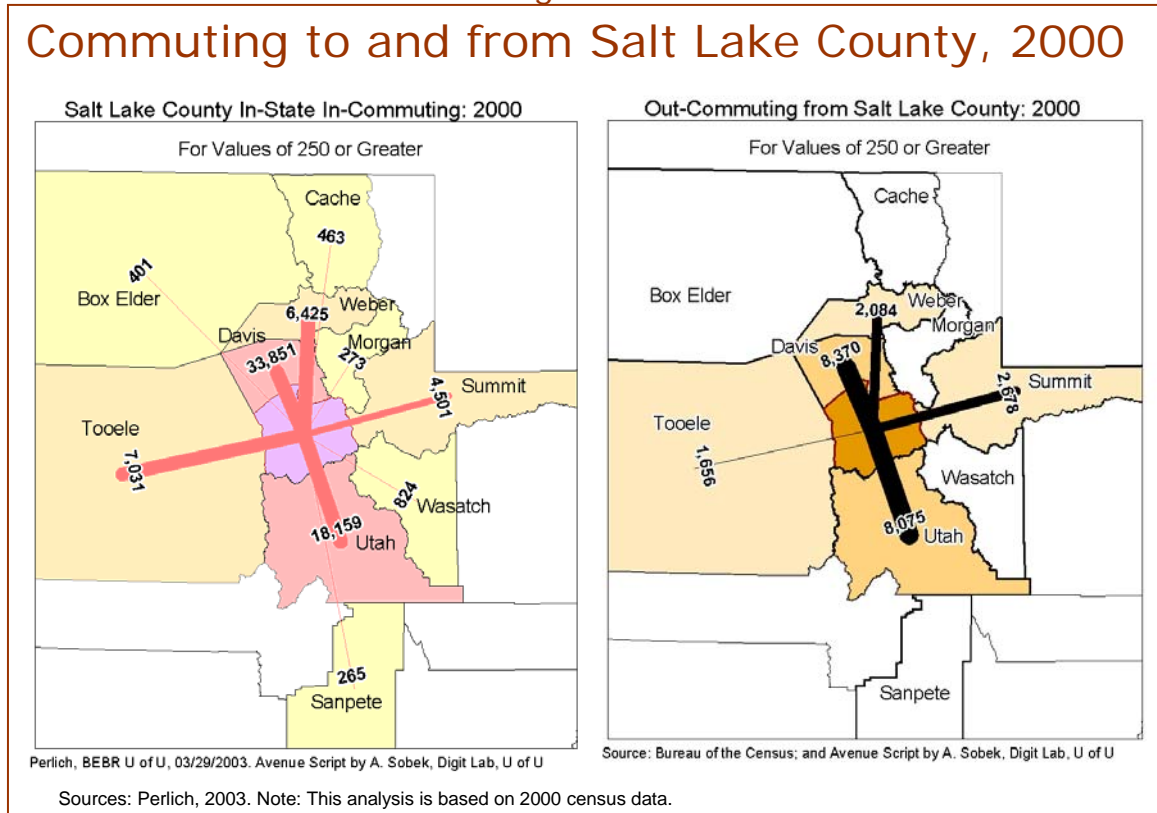 Commuting to and from Salt Lake County, 2000
Salt Lake County In-State In-Commuting: 2000
For Values of 250 or Greater
Cache
463
401
Box Elder
Weber
6,425
Davis
Morgan
33,851
273
Summit
4,501
Tooele
7,031
824
Wasatch
18,159
Utah
265
Sanpete
Perlich, BEBR U of U, 03/29/2003. Avenue Script by A. Sobek, Digit Lab, U of U
Out-Commuting from Salt Lake County: 2000
For Values of 250 or Greater
Cache
Box Elder
Weber
2,084
Morgan
Davis
8,370
Summit
2,678
Tooele
1,656
Wasatch
8,075
Utah
Sanpete
Source: Bureau of the Census; and Avenue Script by A. Sobek, Digit Lab, U of U
Sources: Perlich, 2003. Note: This analysis is based on 2000 census data.